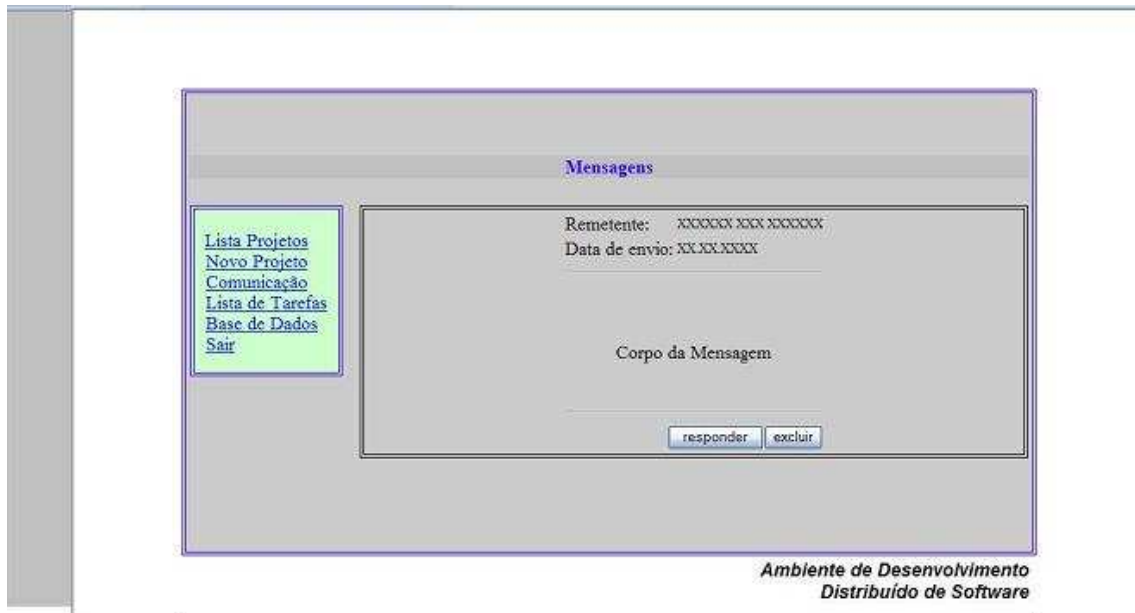 Mensagens
Lista Projetos
Novo Projeto
Comunicação
Lista de Tarefas
Base de Dados
Sair
Remetente: XXXXXX XXX XXXXXX
Data de envio: XX.XX.XXXX
Corpo da Mensagem
responder excluir
Ambiente de Desenvolvimento
Distribuído de Software